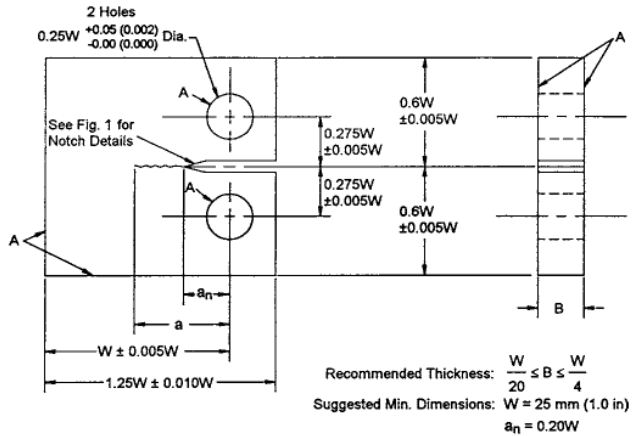 2 Holes
0.25W +0.05 (0.002) -0.00 (0.000) Dia.
A
A
See Fig. 1 for
Notch Details
0.275W
±0.005W
0.6W
±0.005W
A
0.275W
±0.005W
0.6W
±0.005W
A
an
a
B
W ± 0.005W
1.25W ± 0.010W
Recommended Thickness: W/20 ≤ B ≤ W/4
Suggested Min. Dimensions: W = 25 mm (1.0 in)
an = 0.20W